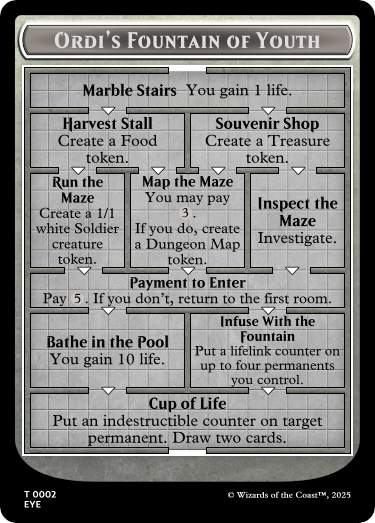 Ordi's Fountain of Youth
Marble Stairs You gain 1 life.
Harvest Stall
Create a Food
token.
Souvenir Shop
Create a Treasure
token.
Run the
Maze
Create a 1/1
white Soldier
creature
token.
Map the Maze
You may pay
3 .
If you do, create
a Dungeon Map
token.
Inspect the
Maze
Investigate.
Payment to Enter
Pay 5 . If you don't, return to the first room.
Bathe in the Pool
You gain 10 life.
Infuse With the
Fountain
Put a lifelink counter on
up to four permanents
you control.
Cup of Life
Put an indestructible counter on target
permanent. Draw two cards.
T 0002
EYE
© Wizards of the Coast™, 2025